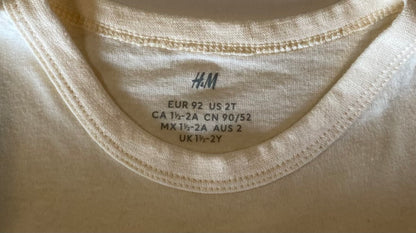 H&M
EUR 92 US 2T
CA 1½-2A CN 90/52
MX 1½-2A AUS 2
UK 1½-2Y